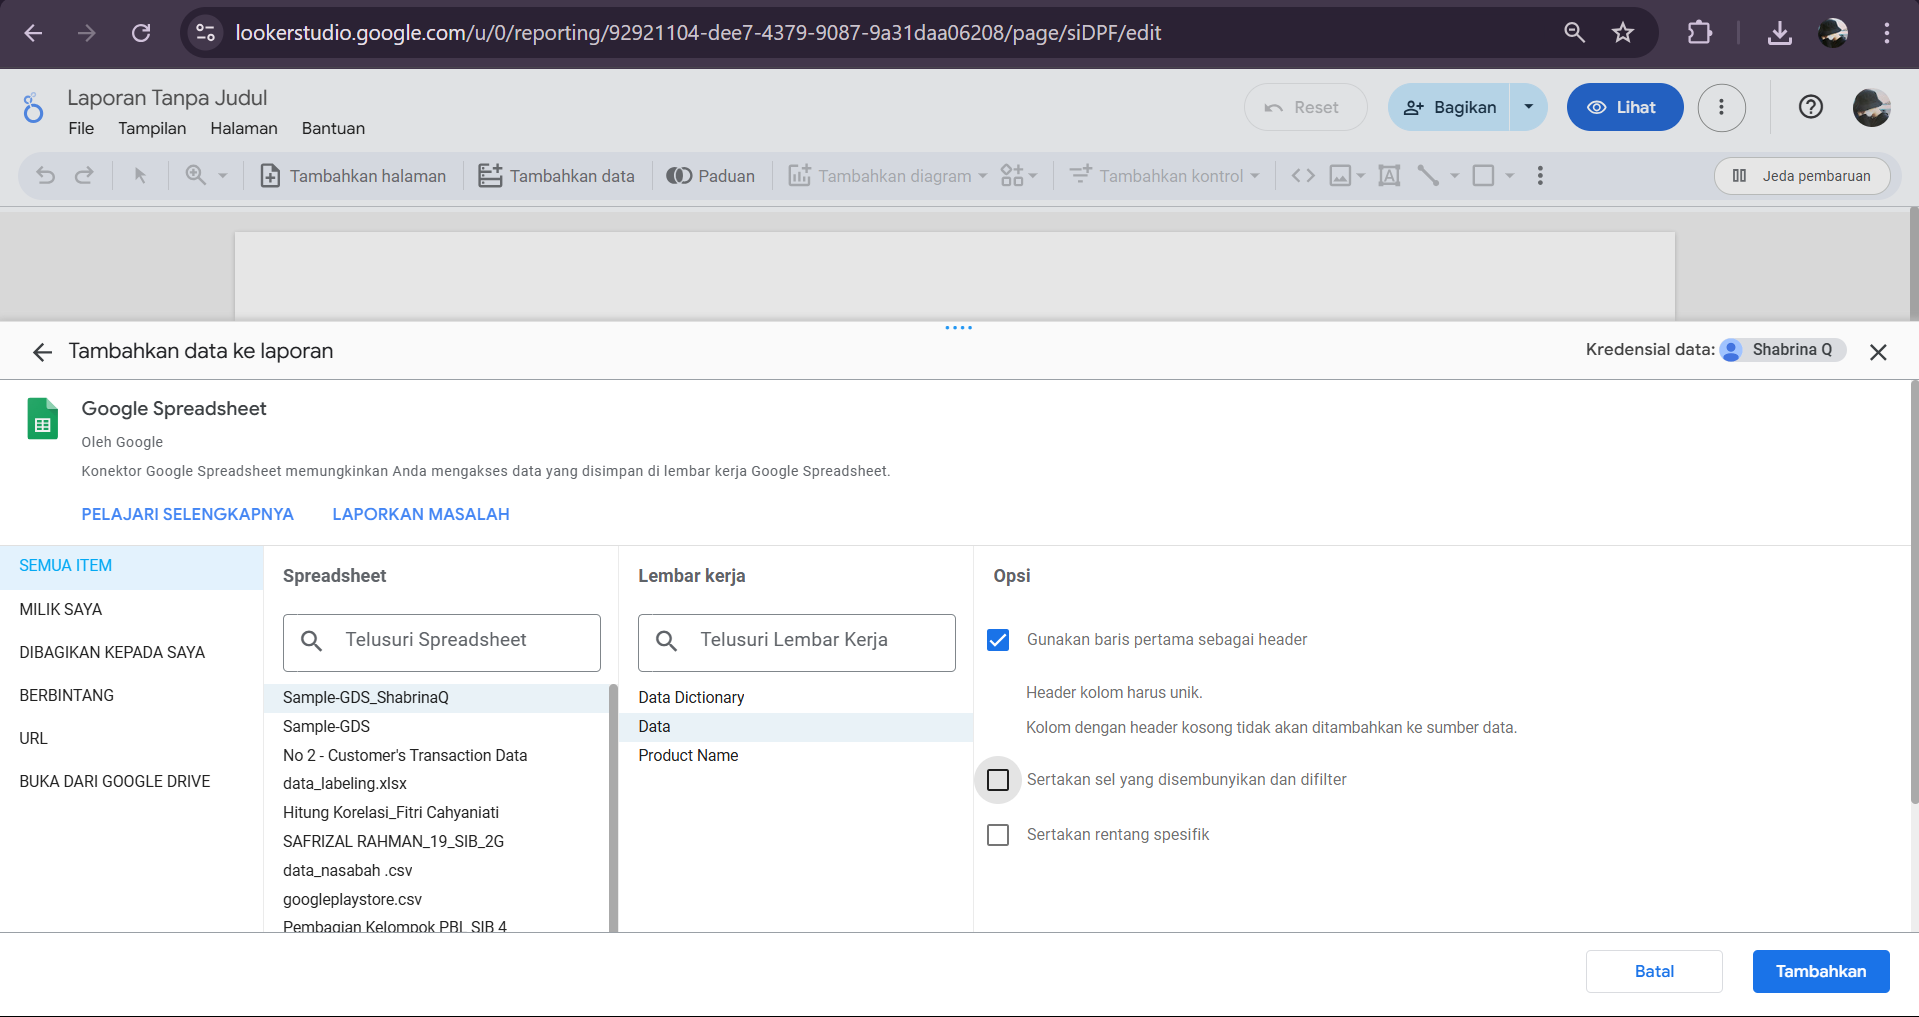 lookerstudio.google.com/u/0/reporting/92921104-dee7-4379-9087-9a31daa06208/page/siDPF/edit
Laporan Tanpa Judul
File Tampilan Halaman Bantuan
Reset
Bagikan
Lihat
Tambahkan halaman
Tambahkan data
Paduan
Tambahkan diagram
Tambahkan kontrol
Jeda pembaruan
Tambahkan data ke laporan
Kredensial data: Shabrina Q
Google Spreadsheet
Oleh Google
Konektor Google Spreadsheet memungkinkan Anda mengakses data yang disimpan di lembar kerja Google Spreadsheet.
PELAJARI SELENGKAPNYA LAPORKAN MASALAH
SEMUA ITEM
MILIK SAYA
DIBAGIKAN KEPADA SAYA
BERBINTANG
URL
BUKA DARI GOOGLE DRIVE
Spreadsheet
Telusuri Spreadsheet
Sample-GDS_ShabrinaQ
Sample-GDS
No 2 - Customer's Transaction Data
data_labeling.xlsx
Hitung Korelasi_Fitri Cahyaniati
SAFRIZAL RAHMAN_19_SIB_2G
data_nasabah .csv
googleplaystore.csv
Pembagian Kelompok PBL SIB 4
Lembar kerja
Telusuri Lembar Kerja
Data Dictionary
Data
Product Name
Opsi
Gunakan baris pertama sebagai header
Header kolom harus unik.
Kolom dengan header kosong tidak akan ditambahkan ke sumber data.
Sertakan sel yang disembunyikan dan difilter
Sertakan rentang spesifik
Batal
Tambahkan